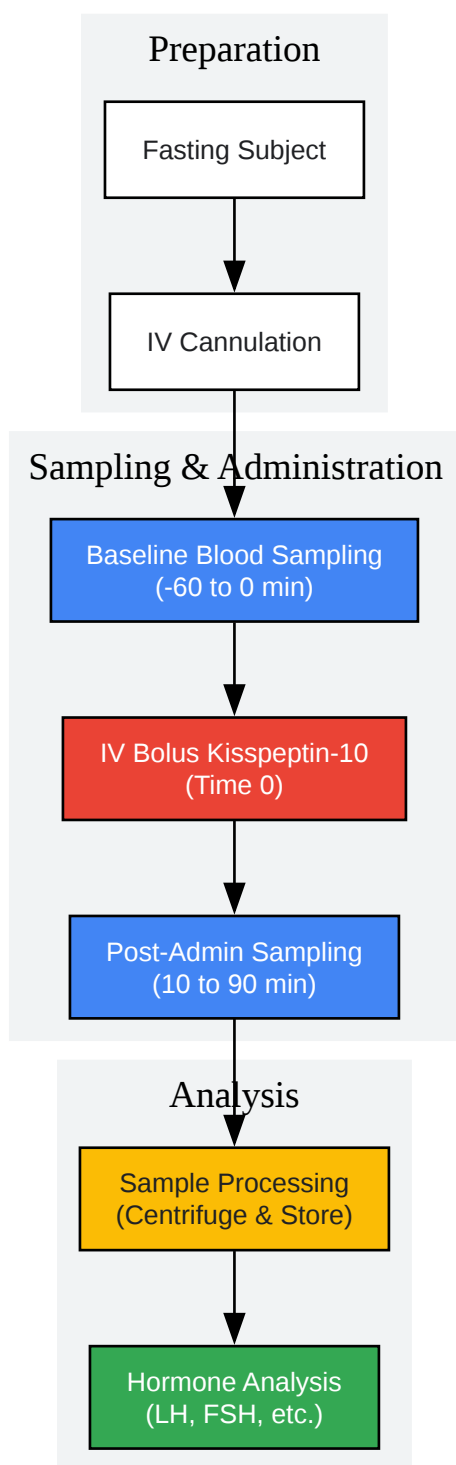 Preparation
Fasting Subject
IV Cannulation
Sampling & Administration
Baseline Blood Sampling
(-60 to 0 min)
IV Bolus Kisspeptin-10
(Time 0)
Post-Admin Sampling
(10 to 90 min)
Analysis
Sample Processing
(Centrifuge & Store)
Hormone Analysis
(LH, FSH, etc.)